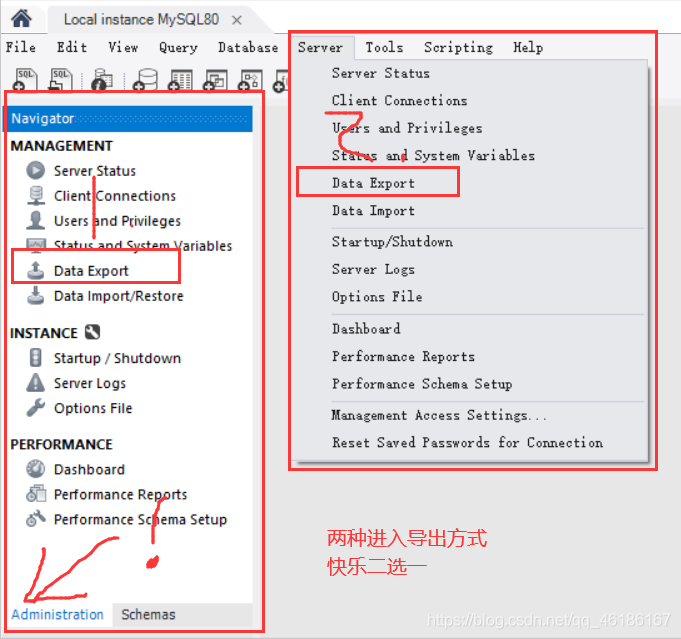 Local instance MySQL80 ×
File Edit View Query Database Server Tools Scripting Help
SQL SQL
Navigator
MANAGEMENT
Server Status
Client Connections
Users and Privileges
Status and System Variables
Data Export
Data Import/Restore
INSTANCE
Startup / Shutdown
Server Logs
Options File
PERFORMANCE
Dashboard
Performance Reports
Performance Schema Setup
Administration Schemas
1
Server Status
Client Connections
Users and Privileges
Status and System Variables
Data Export
Data Import
Startup/Shutdown
Server Logs
Options File
Dashboard
Performance Reports
Performance Schema Setup
Management Access Settings...
Reset Saved Passwords for Connection
2
两种进入导出方式
快乐二选一
https://blog.csdn.net/qq_46186167